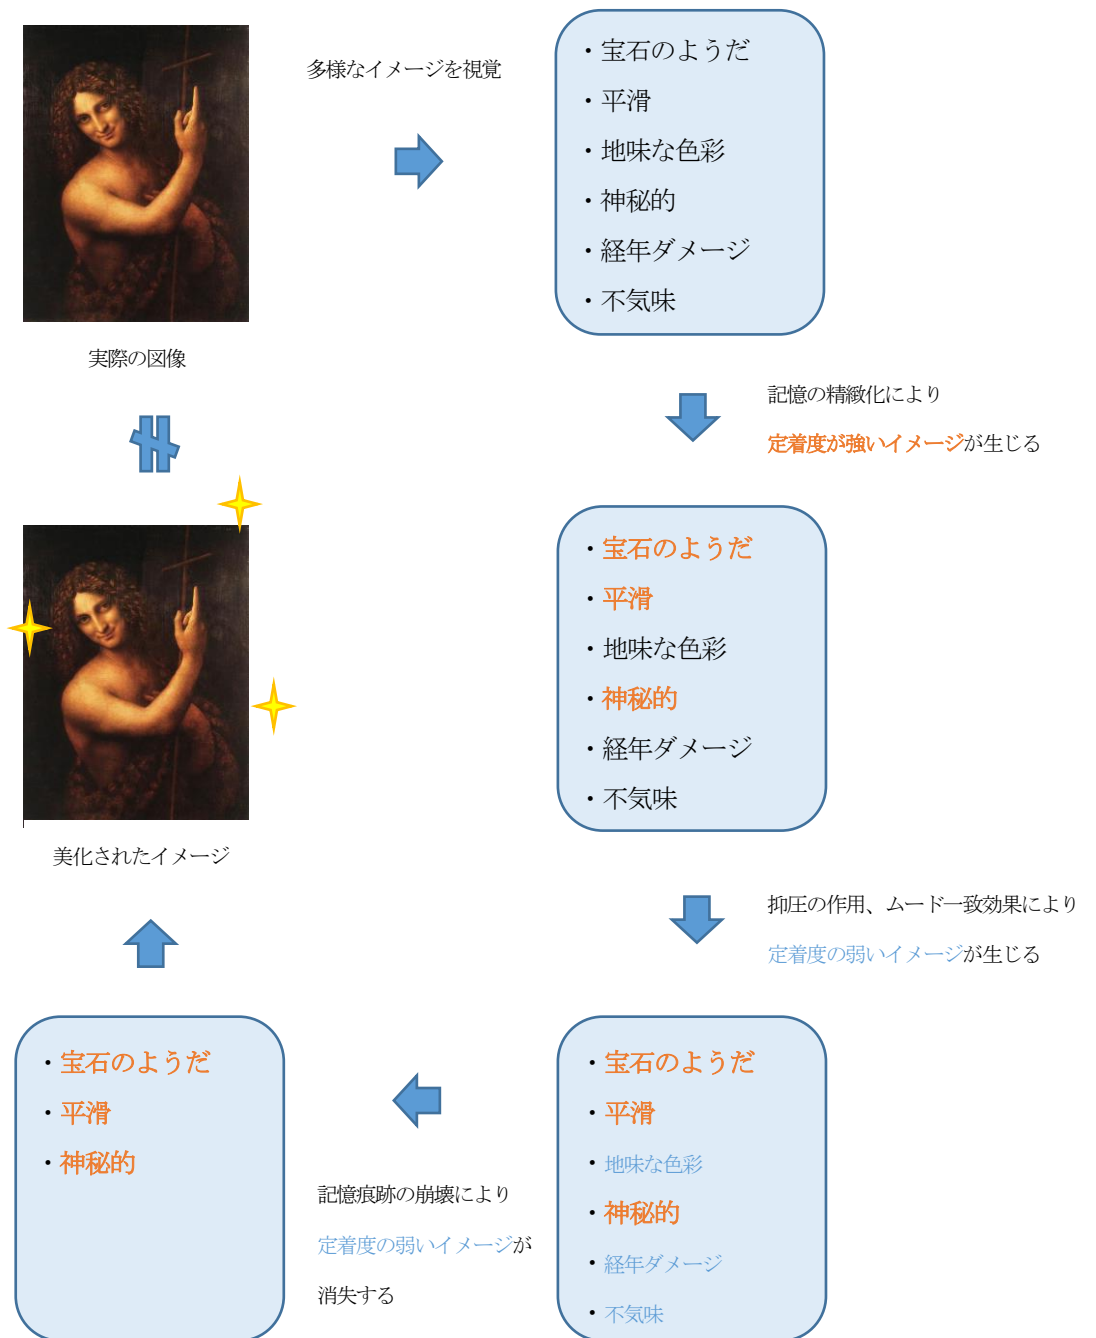 多様なイメージを視覚
・宝石のようだ
・平滑
・地味な色彩
・神秘的
・経年ダメージ
・不気味
実際の図像
記憶の精緻化により
定着度が強いイメージが生じる
・宝石のようだ
・平滑
・地味な色彩
・神秘的
・経年ダメージ
・不気味
美化されたイメージ
抑圧の作用、ムード一致効果により
定着度の弱いイメージが生じる
・宝石のようだ
・平滑
・地味な色彩
・神秘的
・経年ダメージ
・不気味
記憶痕跡の崩壊により
定着度の弱いイメージが
消失する
・宝石のようだ
・平滑
・神秘的